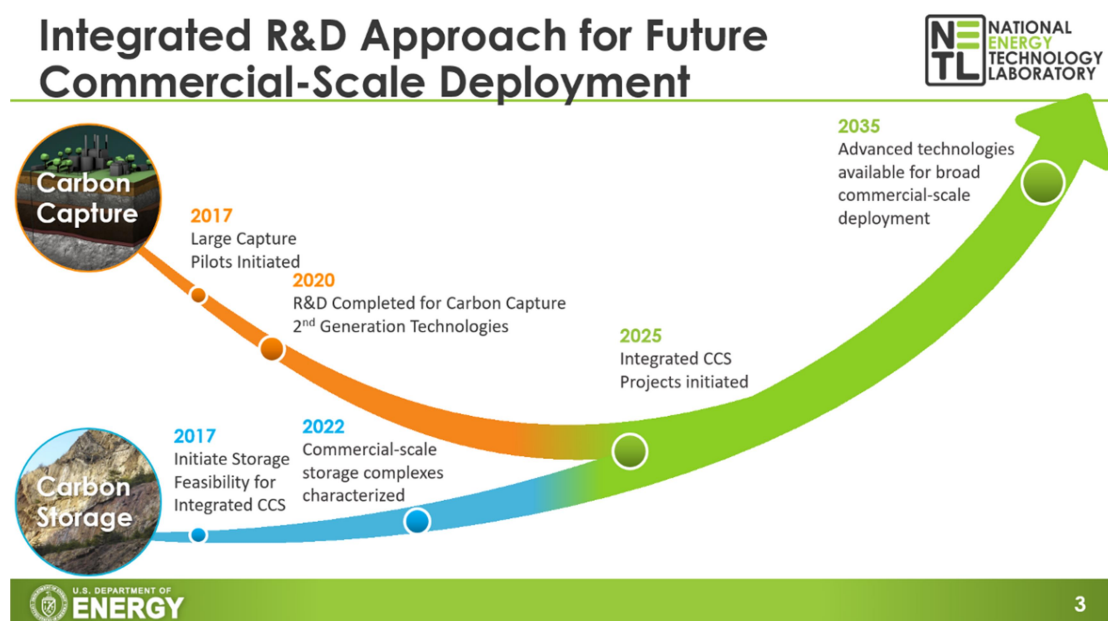 Integrated R&D Approach for Future
Commercial-Scale Deployment
NATIONAL
ENERGY
TECHNOLOGY
LABORATORY
NE
TL
2035
Advanced technologies
available for broad
commercial-scale
deployment
Carbon
Capture
2017
Large Capture
Pilots Initiated
2020
R&D Completed for Carbon Capture
2nd Generation Technologies
2025
Integrated CCS
Projects initiated
Carbon
Storage
2017
Initiate Storage
Feasibility for
Integrated CCS
2022
Commercial-scale
storage complexes
characterized
U.S. DEPARTMENT OF
ENERGY
3